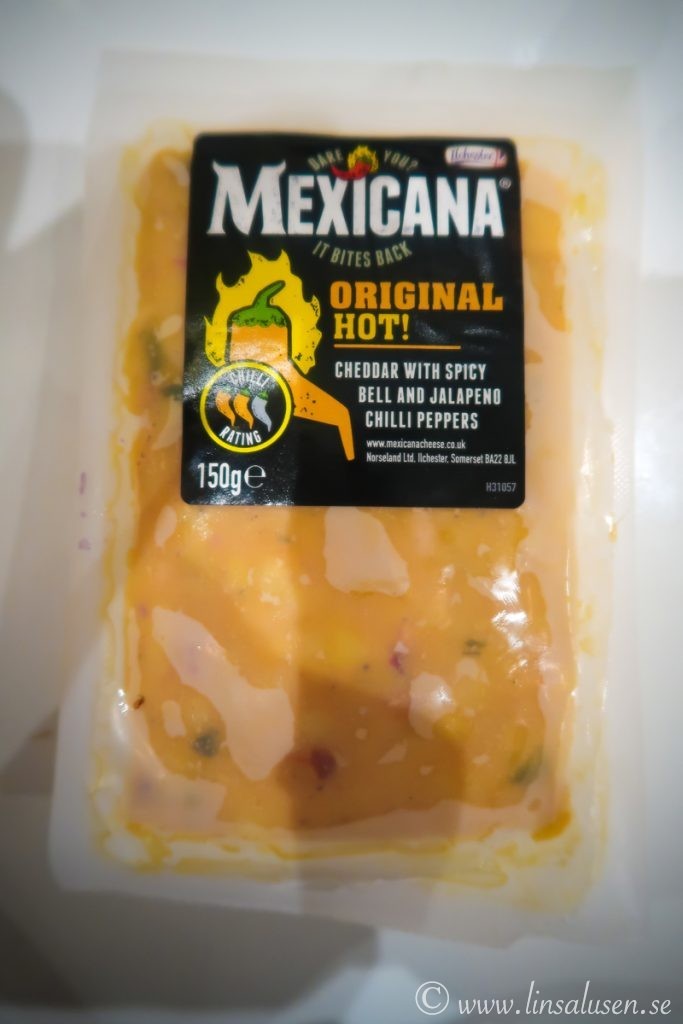 DARE YOU?
Ilchester
MEXICANA®
IT BITES BACK
ORIGINAL
HOT!
CHEDDAR WITH SPICY
BELL AND JALAPENO
CHILLI PEPPERS
CHILLI
RATING
www.mexicanacheese.co.uk
Norseland Ltd, Ilchester, Somerset BA22 8JL
150g℮
H31057
© www.linsalusen.se